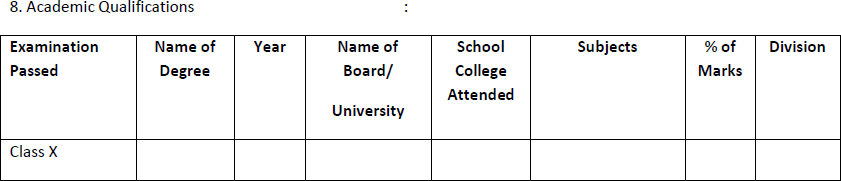 8. Academic Qualifications :
Examination Passed | Name of Degree | Year | Name of Board/ University | School College Attended | Subjects | % of Marks | Division
Class X